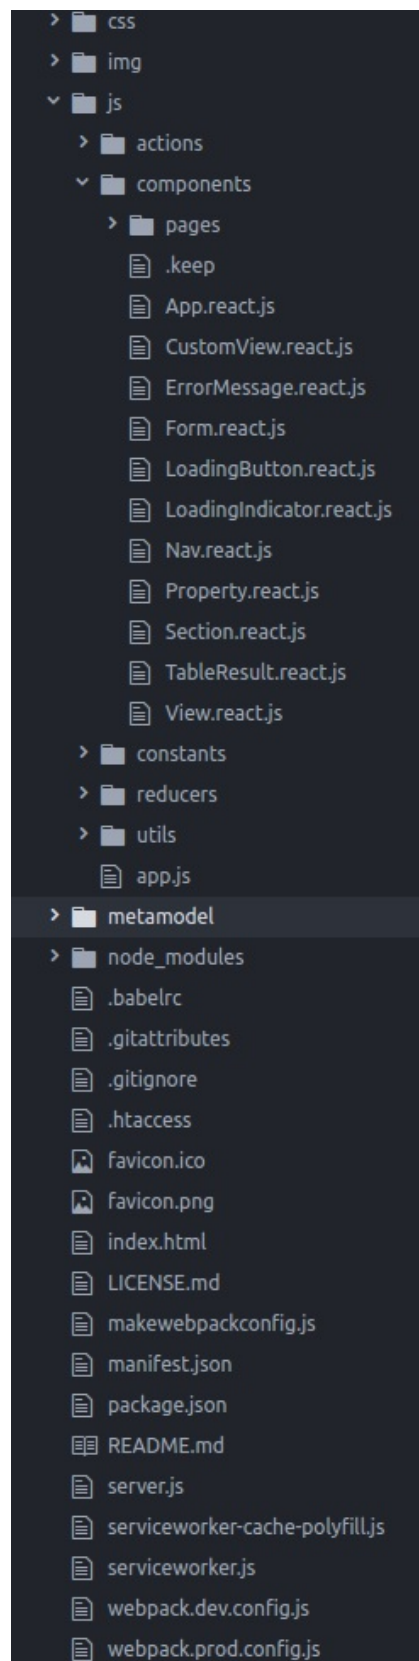 css
img
js
actions
components
pages
.keep
App.react.js
CustomView.react.js
ErrorMessage.react.js
Form.react.js
LoadingButton.react.js
LoadingIndicator.react.js
Nav.react.js
Property.react.js
Section.react.js
TableResult.react.js
View.react.js
constants
reducers
utils
app.js
metamodel
node_modules
.babelrc
.gitattributes
.gitignore
.htaccess
favicon.ico
favicon.png
index.html
LICENSE.md
makewebpackconfig.js
manifest.json
package.json
README.md
server.js
serviceworker-cache-polyfill.js
serviceworker.js
webpack.dev.config.js
webpack.prod.config.js